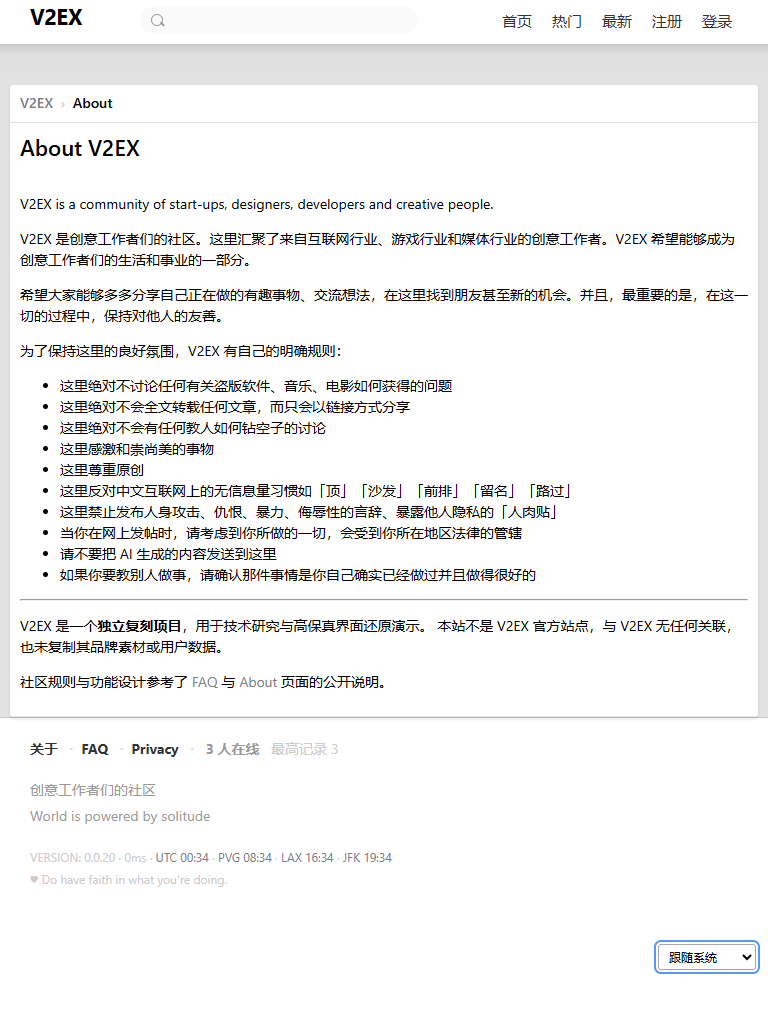 V2EX
首页 热门 最新 注册 登录
V2EX › About
About V2EX
V2EX is a community of start-ups, designers, developers and creative people.
V2EX 是创意工作者们的社区。这里汇聚了来自互联网行业、游戏行业和媒体行业的创意工作者。V2EX 希望能够成为
创意工作者们的生活和事业的一部分。
希望大家能够多多分享自己正在做的有趣事物、交流想法，在这里找到朋友甚至新的机会。并且，最重要的是，在这一
切的过程中，保持对他人的友善。
为了保持这里的良好氛围，V2EX 有自己的明确规则：
• 这里绝对不讨论任何有关盗版软件、音乐、电影如何获得的问题
• 这里绝对不会全文转载任何文章，而只会以链接方式分享
• 这里绝对不会有任何教人如何钻空子的讨论
• 这里感激和崇尚美的事物
• 这里尊重原创
• 这里反对中文互联网上的无信息量习惯如「顶」「沙发」「前排」「留名」「路过」
• 这里禁止发布人身攻击、仇恨、暴力、侮辱性的言辞、暴露他人隐私的「人肉贴」
• 当你在网上发帖时，请考虑到你所做的一切，会受到你所在地区法律的管辖
• 请不要把 AI 生成的内容发送到这里
• 如果你要教别人做事，请确认那件事情是你自己确实已经做过并且做得很好的
V2EX 是一个独立复刻项目，用于技术研究与高保真界面还原演示。 本站不是 V2EX 官方站点，与 V2EX 无任何关联，
也未复制其品牌素材或用户数据。
社区规则与功能设计参考了 FAQ 与 About 页面的公开说明。
关于 · FAQ · Privacy · 3 人在线 最高记录 3
创意工作者们的社区
World is powered by solitude
VERSION: 0.0.20 · 0ms · UTC 00:34 · PVG 08:34 · LAX 16:34 · JFK 19:34
♥ Do have faith in what you're doing.
跟随系统